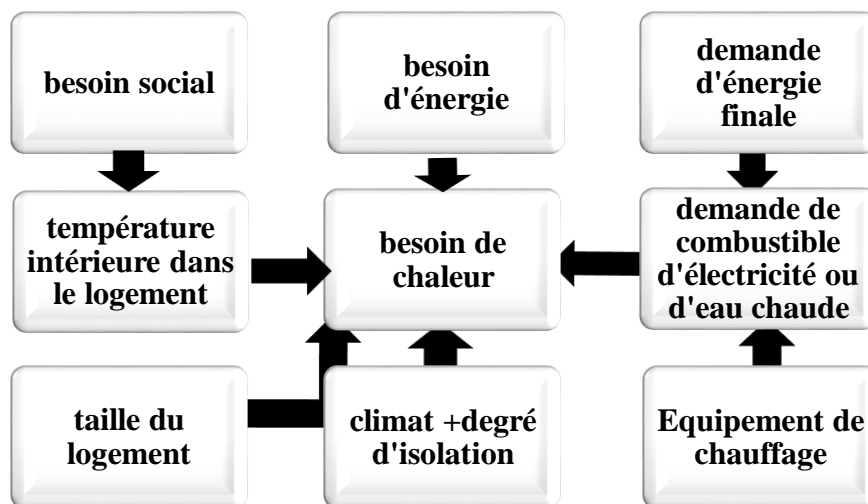 besoin social
besoin
d'énergie
demande
d'énergie
finale
température
intérieure dans
le logement
besoin de
chaleur
demande de
combustible
d'électricité ou
d'eau chaude
taille du
logement
climat +degré
d'isolation
Equipement de
chauffage